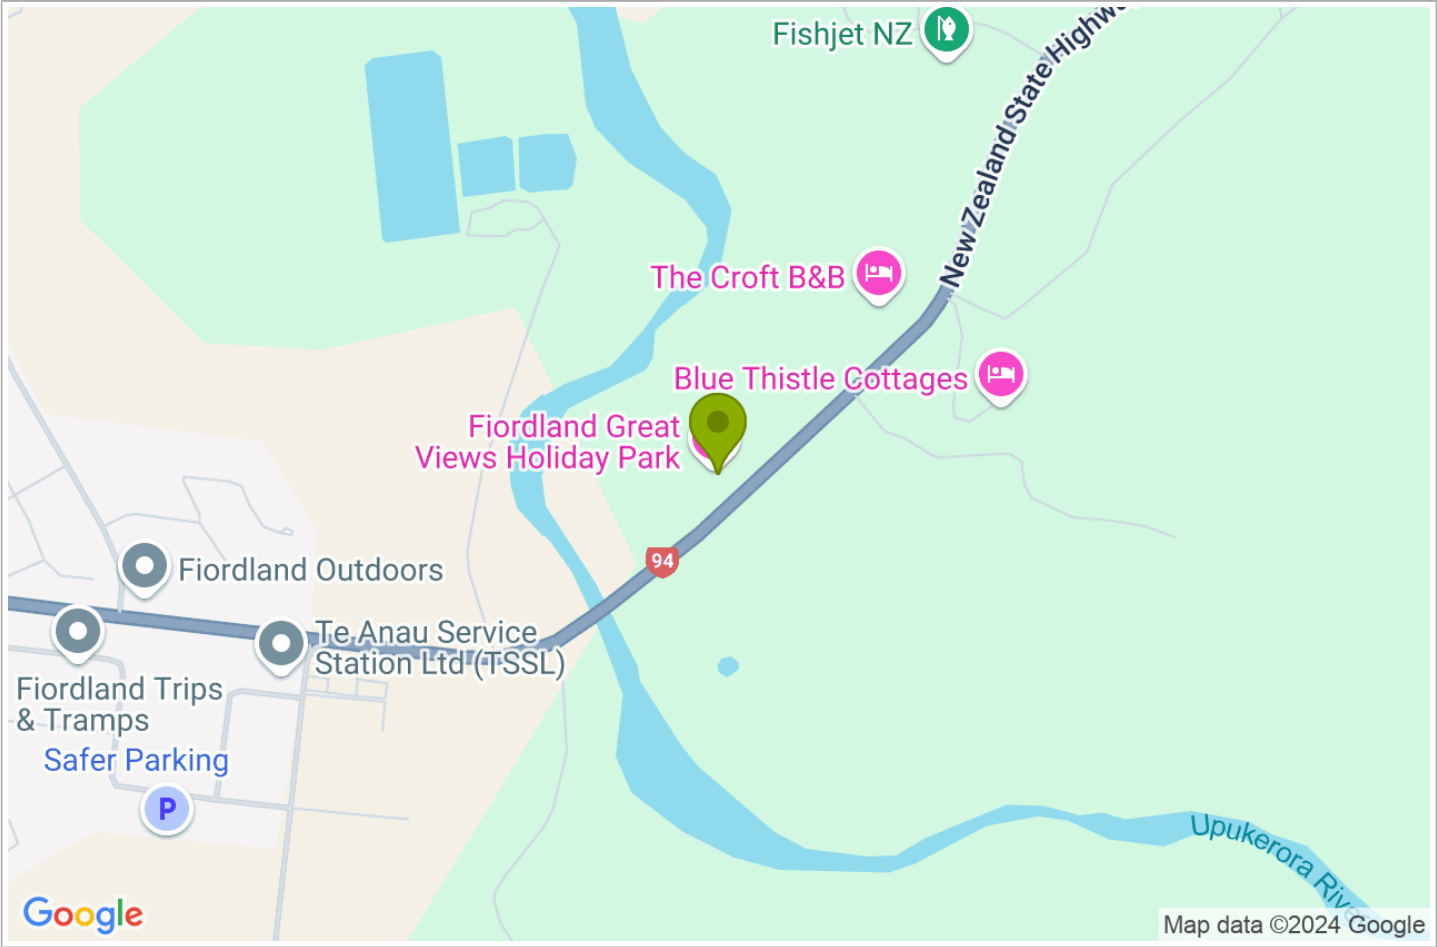 Fishjet NZ
New Zealand State Highw
The Croft B&B
Blue Thistle Cottages
Fiordland Great
Views Holiday Park
94
Fiordland Outdoors
Te Anau Service
Station Ltd (TSSL)
Fiordland Trips
& Tramps
Safer Parking
P
Upukerora River
Google
Map data ©2024 Google